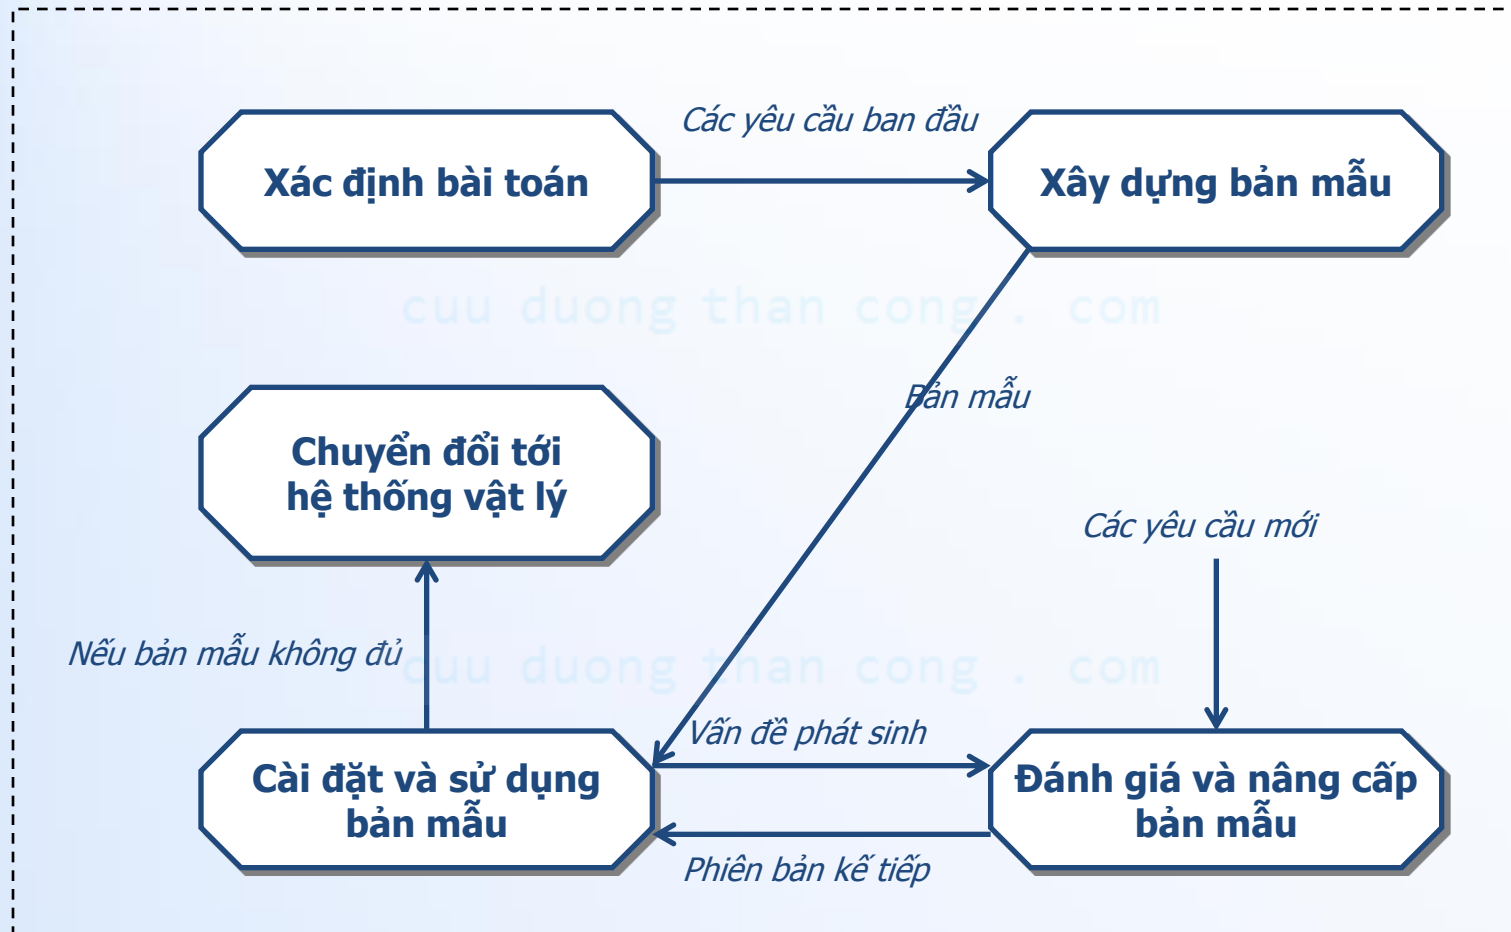 Các yêu cầu ban đầu
Xác định bài toán
Xây dựng bản mẫu
cuu duong than cong . com
Bản mẫu
Chuyển đổi tới
hệ thống vật lý
Các yêu cầu mới
Nếu bản mẫu không đủ
cuu duong than cong . com
Vấn đề phát sinh
Cài đặt và sử dụng
bản mẫu
Đánh giá và nâng cấp
bản mẫu
Phiên bản kế tiếp